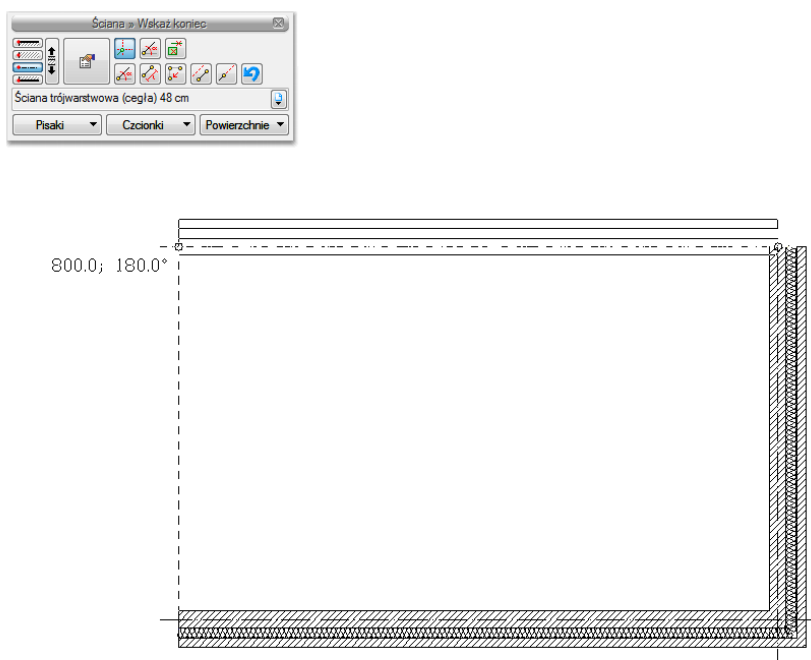 Ściana » Wskaż koniec
Ściana trójwarstwowa (cegła) 48 cm
Pisaki Czcionki Powierzchnie
800.0; 180.0°